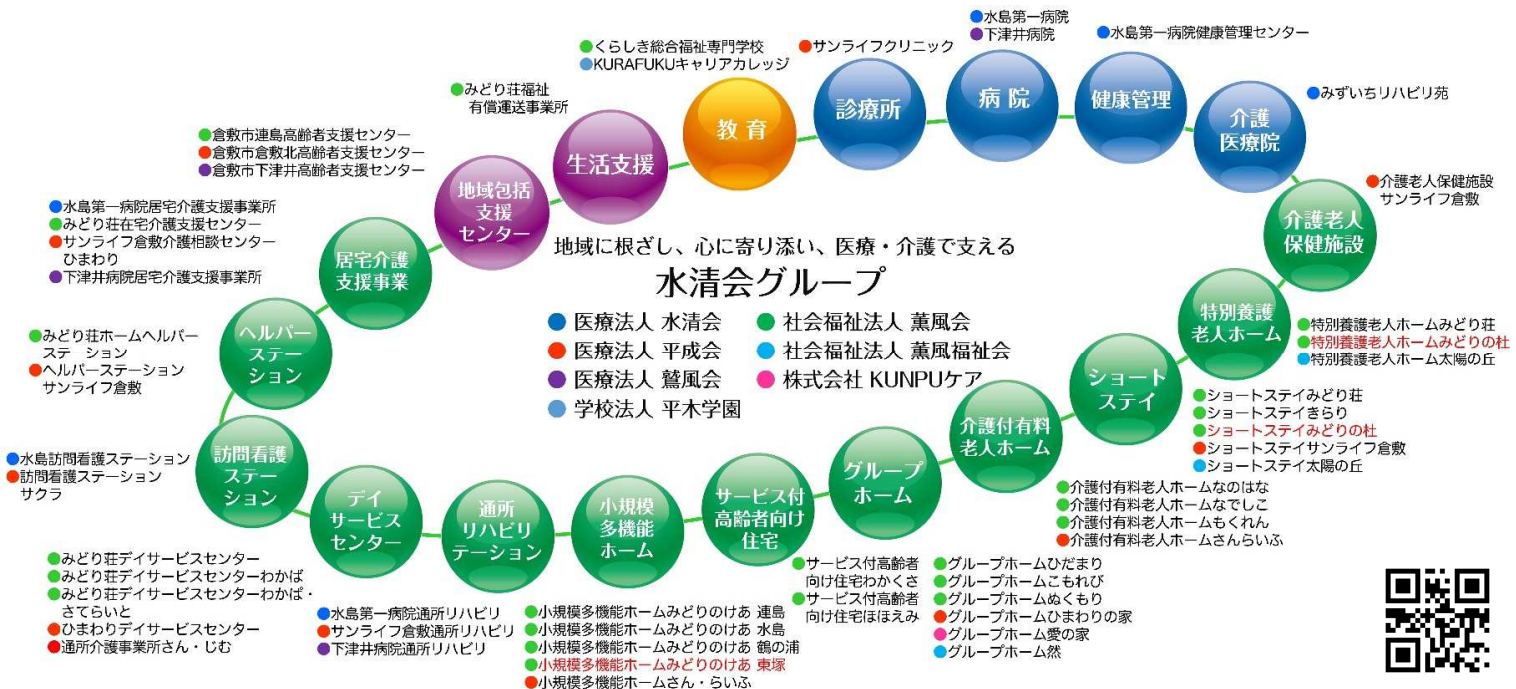 くらしき総合福祉専門学校
KURAFUKUキャリアカレッジ
サンライフクリニック
水島第一病院
下津井病院
水島第一病院健康管理センター
みどり荘福祉
有償運送事業所
みずいちリハビリ苑
倉敷市連島高齢者支援センター
倉敷市倉敷北高齢者支援センター
倉敷市下津井高齢者支援センター
介護老人保健施設
サンライフ倉敷
教 育
診療所
病 院
健康管理
介護
医療院
生活支援
地域包括
支援
センター
介護老人
保健施設
水島第一病院居宅介護支援事業所
みどり荘在宅介護支援センター
サンライフ倉敷介護相談センター
ひまわり
下津井病院居宅介護支援事業所
居宅介護
支援事業
地域に根ざし、心に寄り添い、医療・介護で支える
水清会グループ
医療法人 水清会
医療法人 平成会
医療法人 鷲風会
学校法人 平木学園
社会福祉法人 薫風会
社会福祉法人 薫風福祉会
株式会社 KUNPUケア
特別養護
老人ホーム
特別養護老人ホームみどり荘
特別養護老人ホームみどりの杜
特別養護老人ホーム太陽の丘
みどり荘ホームヘルパー
ステーション
ヘルパーステーション
サンライフ倉敷
ヘルパー
ステー
ション
ショート
ステイ
ショートステイみどり荘
ショートステイきらり
ショートステイみどりの杜
ショートステイサンライフ倉敷
ショートステイ太陽の丘
水島訪問看護ステーション
訪問看護ステーション
サクラ
訪問看護
ステー
ション
デイ
サービス
センター
通所
リハビリ
テーション
小規模
多機能
ホーム
サービス付
高齢者向け
住宅
グループ
ホーム
介護付有料
老人ホーム
介護付有料老人ホームなのはな
介護付有料老人ホームなでしこ
介護付有料老人ホームもくれん
介護付有料老人ホームさんらいふ
みどり荘デイサービスセンター
みどり荘デイサービスセンターわかば
みどり荘デイサービスセンターわかば・
さてらいと
ひまわりデイサービスセンター
通所介護事業所さん・じむ
水島第一病院通所リハビリ
サンライフ倉敷通所リハビリ
下津井病院通所リハビリ
小規模多機能ホームみどりのけあ 連島
小規模多機能ホームみどりのけあ 水島
小規模多機能ホームみどりのけあ 鶴の浦
小規模多機能ホームみどりのけあ 東塚
小規模多機能ホームさん・らいふ
サービス付高齢者
向け住宅わかくさ
サービス付高齢者
向け住宅ほほえみ
グループホームひだまり
グループホームこもれび
グループホームぬくもり
グループホームひまわりの家
グループホーム愛の家
グループホーム然